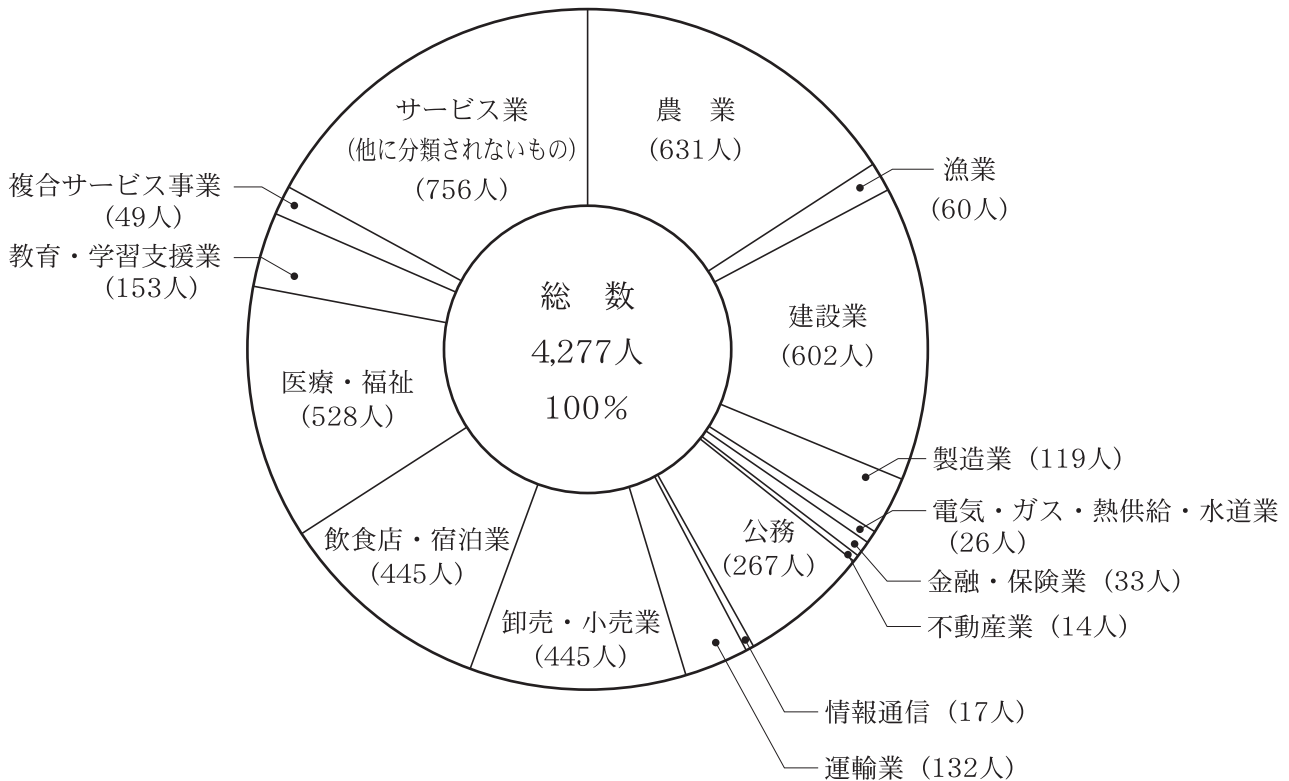 総 数
4,277人
100%
農 業
(631人)
漁業
(60人)
建設業
(602人)
製造業 (119人)
電気・ガス・熱供給・水道業
(26人)
金融・保険業 (33人)
不動産業 (14人)
公務
(267人)
情報通信 (17人)
運輸業 (132人)
卸売・小売業
(445人)
飲食店・宿泊業
(445人)
医療・福祉
(528人)
教育・学習支援業
(153人)
複合サービス事業
(49人)
サービス業
(他に分類されないもの)
(756人)